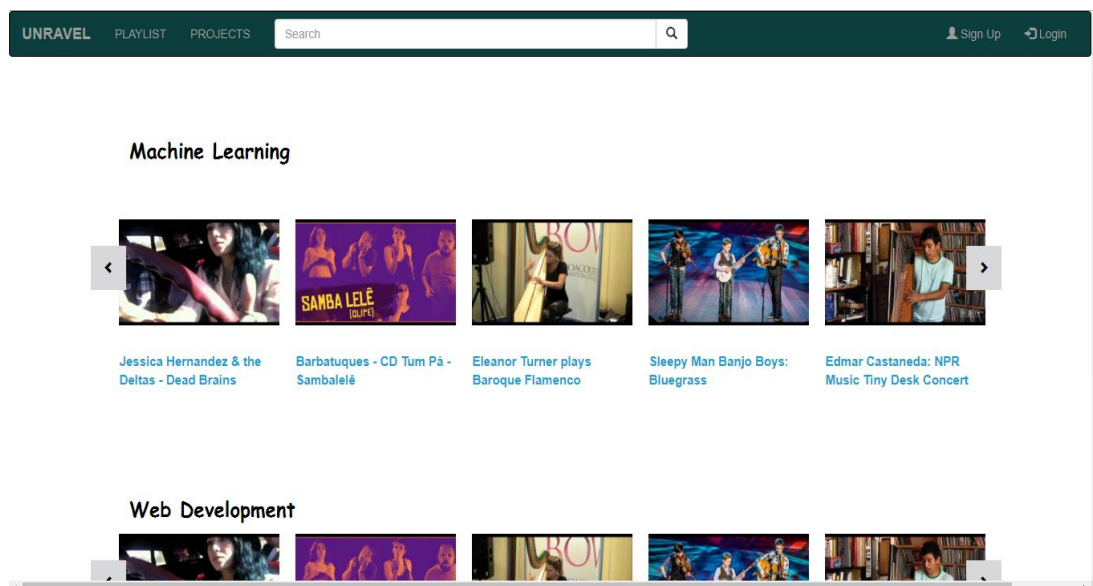 UNRAVEL PLAYLIST PROJECTS Search Sign Up Login
Machine Learning
SAMBA LELÊ
(CLIPE)
BOW
Jessica Hernandez & the
Deltas - Dead Brains
Barbatuques - CD Tum Pá -
Sambalelê
Eleanor Turner plays
Baroque Flamenco
Sleepy Man Banjo Boys:
Bluegrass
Edmar Castaneda: NPR
Music Tiny Desk Concert
Web Development